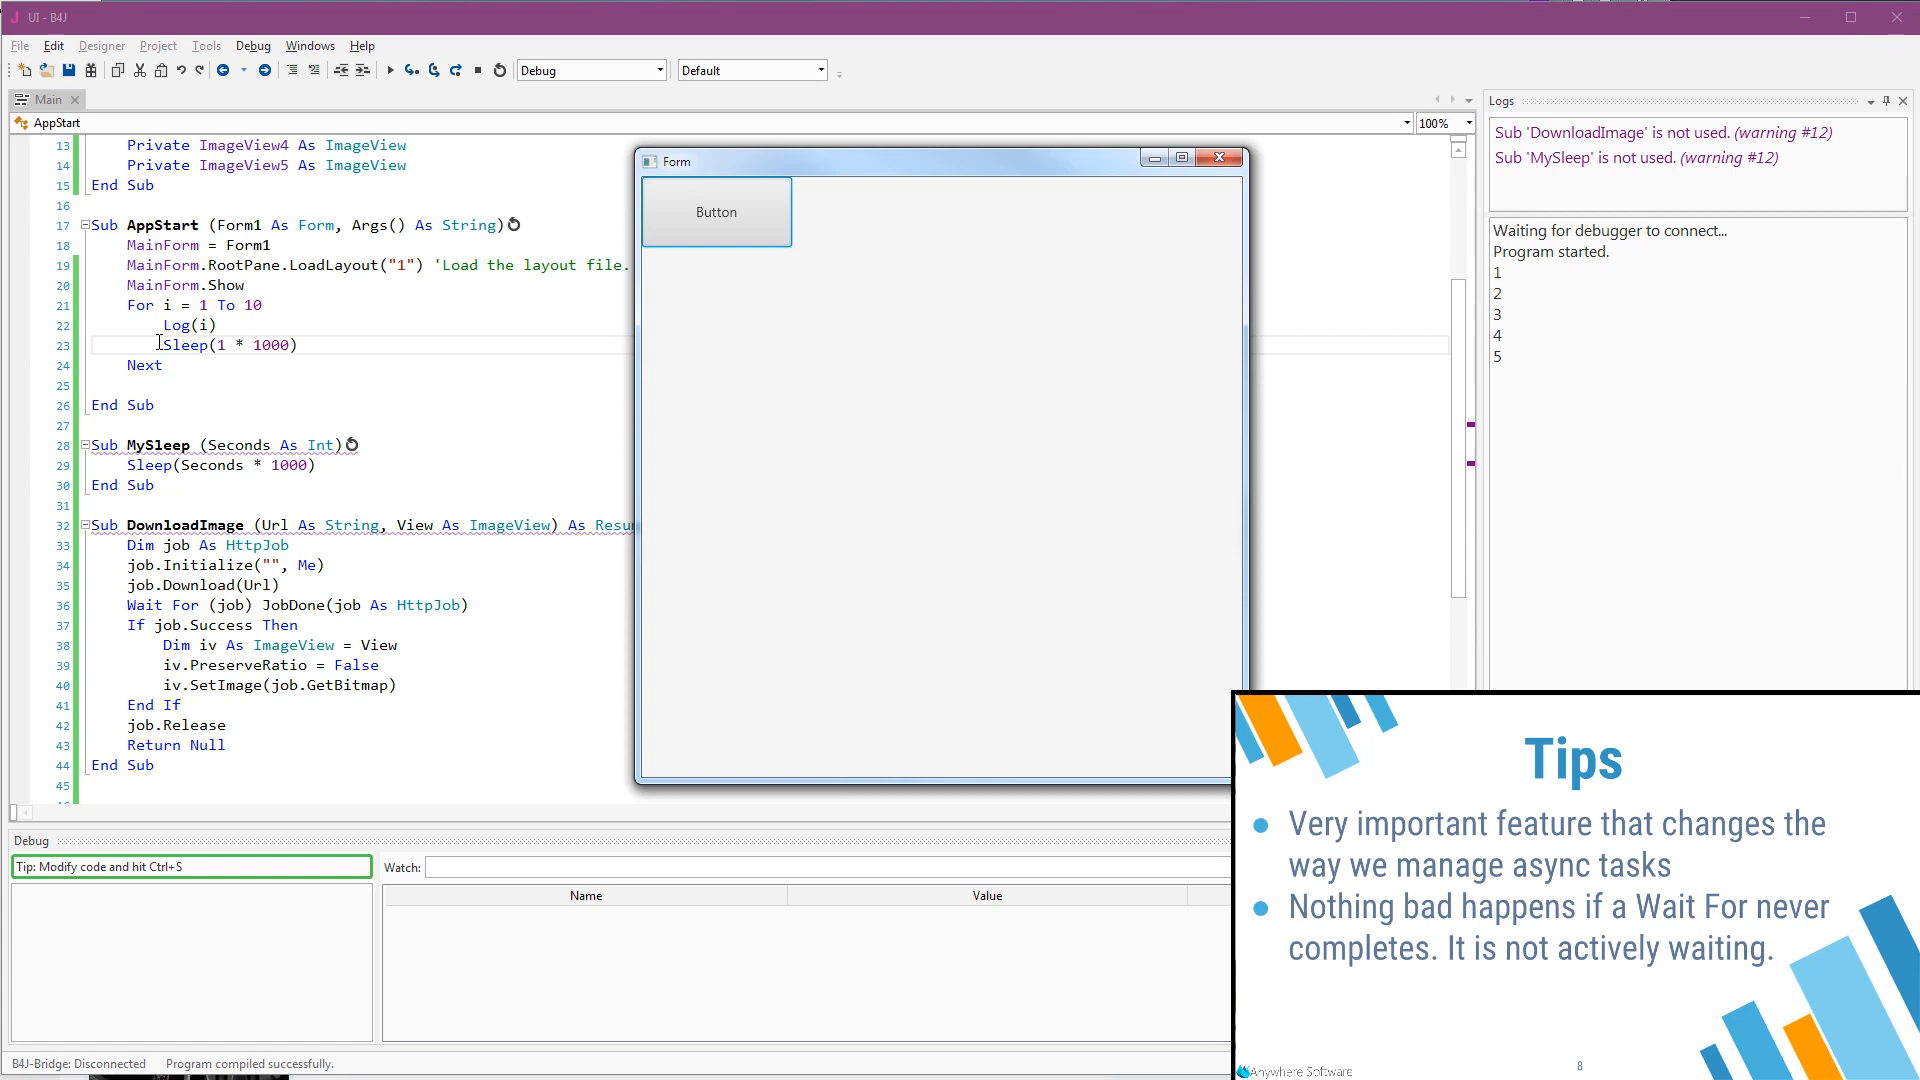 UI - B4J
File Edit Designer Project Tools Debug Windows Help
Debug Default
Main
AppStart 100%
13 Private ImageView4 As ImageView
14 Private ImageView5 As ImageView
15 End Sub
16
17 Sub AppStart (Form1 As Form, Args() As String)
18 MainForm = Form1
19 MainForm.RootPane.LoadLayout("1") 'Load the layout file.
20 MainForm.Show
21 For i = 1 To 10
22 Log(i)
23 Sleep(1 * 1000)
24 Next
25
26 End Sub
27
28 Sub MySleep (Seconds As Int)
29 Sleep(Seconds * 1000)
30 End Sub
31
32 Sub DownloadImage (Url As String, View As ImageView) As Resu
33 Dim job As HttpJob
34 job.Initialize("", Me)
35 job.Download(Url)
36 Wait For (job) JobDone(job As HttpJob)
37 If job.Success Then
38 Dim iv As ImageView = View
39 iv.PreserveRatio = False
40 iv.SetImage(job.GetBitmap)
41 End If
42 job.Release
43 Return Null
44 End Sub
45
Form
Button
Logs
Sub 'DownloadImage' is not used. (warning #12)
Sub 'MySleep' is not used. (warning #12)
Waiting for debugger to connect...
Program started.
1
2
3
4
5
Debug
Tip: Modify code and hit Ctrl+S
Watch:
Name Value
B4J-Bridge: Disconnected Program compiled successfully.
Tips
Very important feature that changes the
way we manage async tasks
Nothing bad happens if a Wait For never
completes. It is not actively waiting.
Anywhere Software
8